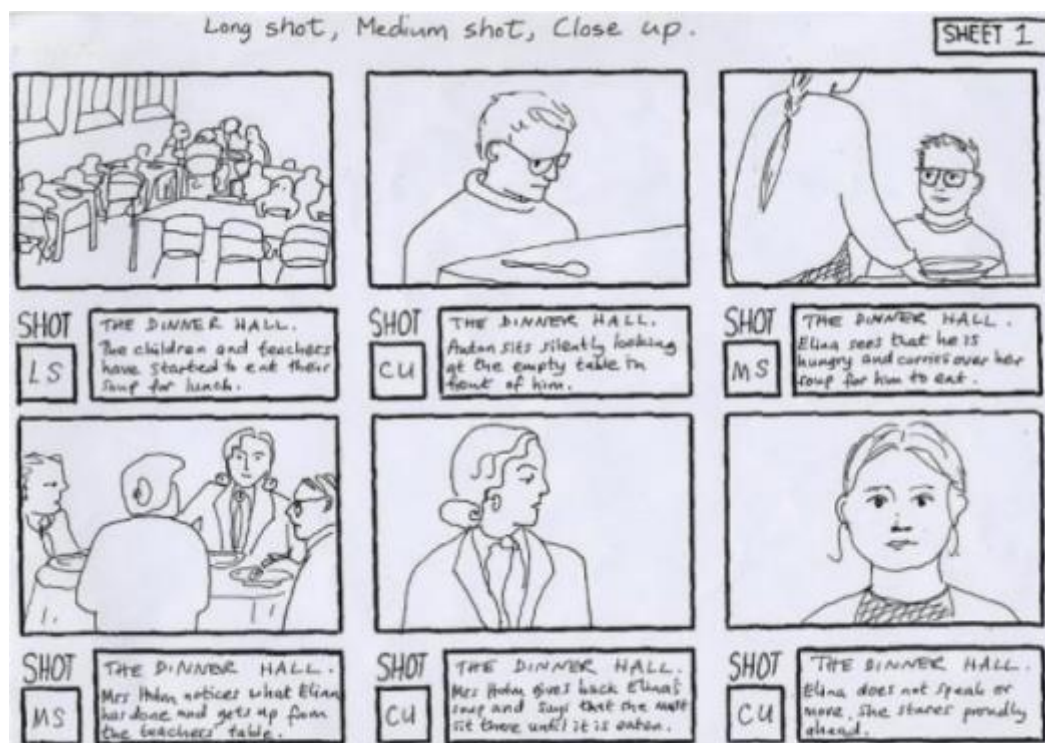 Long shot, Medium shot, Close up.
SHEET 1
SHOT
LS
THE DINNER HALL.
The children and teachers
have started to eat their
soup for lunch.
SHOT
CU
THE DINNER HALL.
Anton sits silently looking
at the empty table in
front of him.
SHOT
MS
THE DINNER HALL.
Elina sees that he is
hungry and carries over her
soup for him to eat.
SHOT
MS
THE DINNER HALL.
Mrs Holm notices what Elina
has done and gets up from
the teachers' table.
SHOT
CU
THE DINNER HALL.
Mrs Holm gives back Elina's
soup and says that she must
sit there until it is eaten.
SHOT
CU
THE DINNER HALL.
Elina does not speak or
move. She stares proudly
ahead.